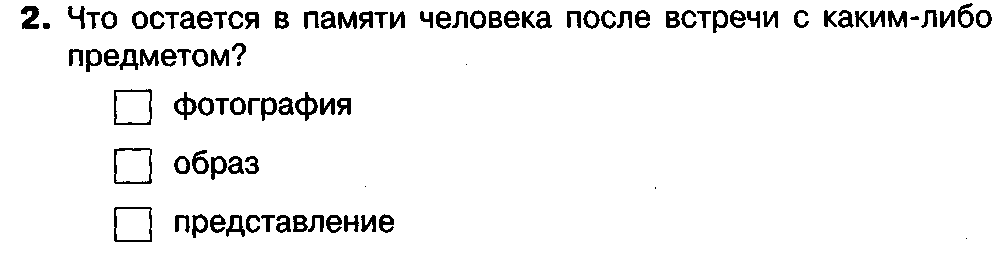 2. Что остается в памяти человека после встречи с каким-либо
предметом?
фотография
образ
представление